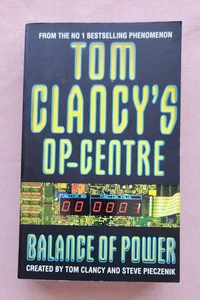 FROM THE NO 1 BESTSELLING PHENOMENON
TOM
CLANCY'S
OP-CENTRE
00 0001
BALANCE OF POWER
CREATED BY TOM CLANCY AND STEVE PIECZENIK